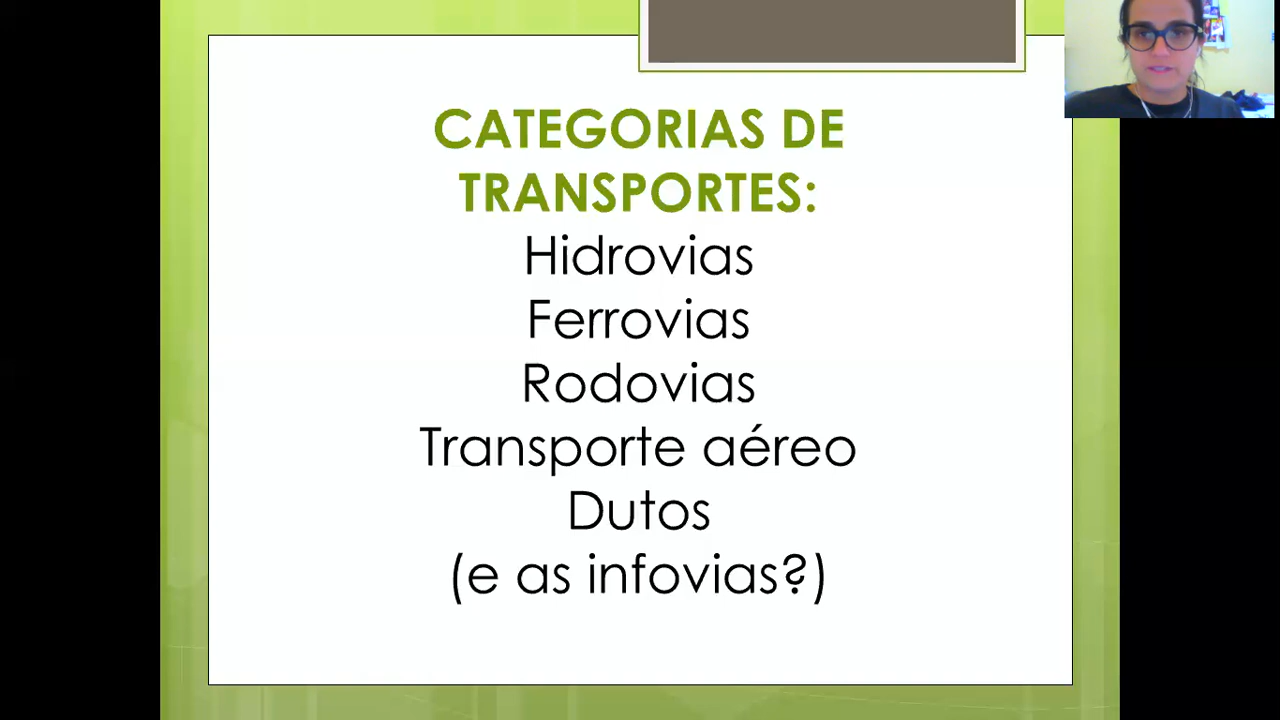 CATEGORIAS DE
TRANSPORTES:
Hidrovias
Ferrovias
Rodovias
Transporte aéreo
Dutos
(e as infovias?)